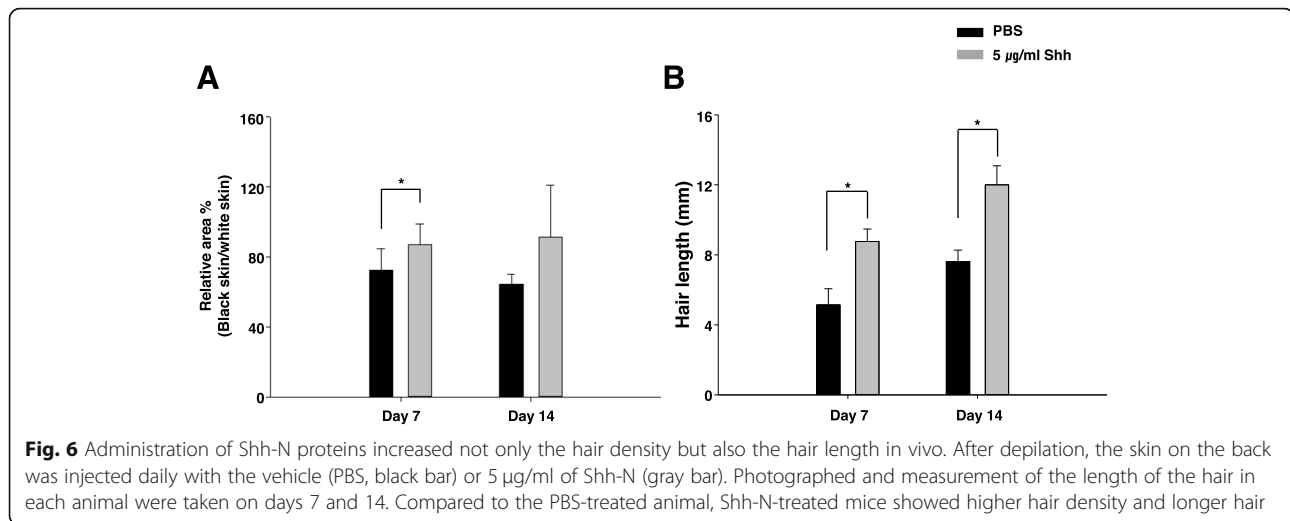 PBS
5 μg/ml Shh
A
B
160
120
80
40
0
Relative area %
(Black skin/white skin)
*
Day 7
Day 14
16
12
8
4
0
Hair length (mm)
*
*
Day 7
Day 14
Fig. 6 Administration of Shh-N proteins increased not only the hair density but also the hair length in vivo. After depilation, the skin on the back
was injected daily with the vehicle (PBS, black bar) or 5 μg/ml of Shh-N (gray bar). Photographed and measurement of the length of the hair in
each animal were taken on days 7 and 14. Compared to the PBS-treated animal, Shh-N-treated mice showed higher hair density and longer hair